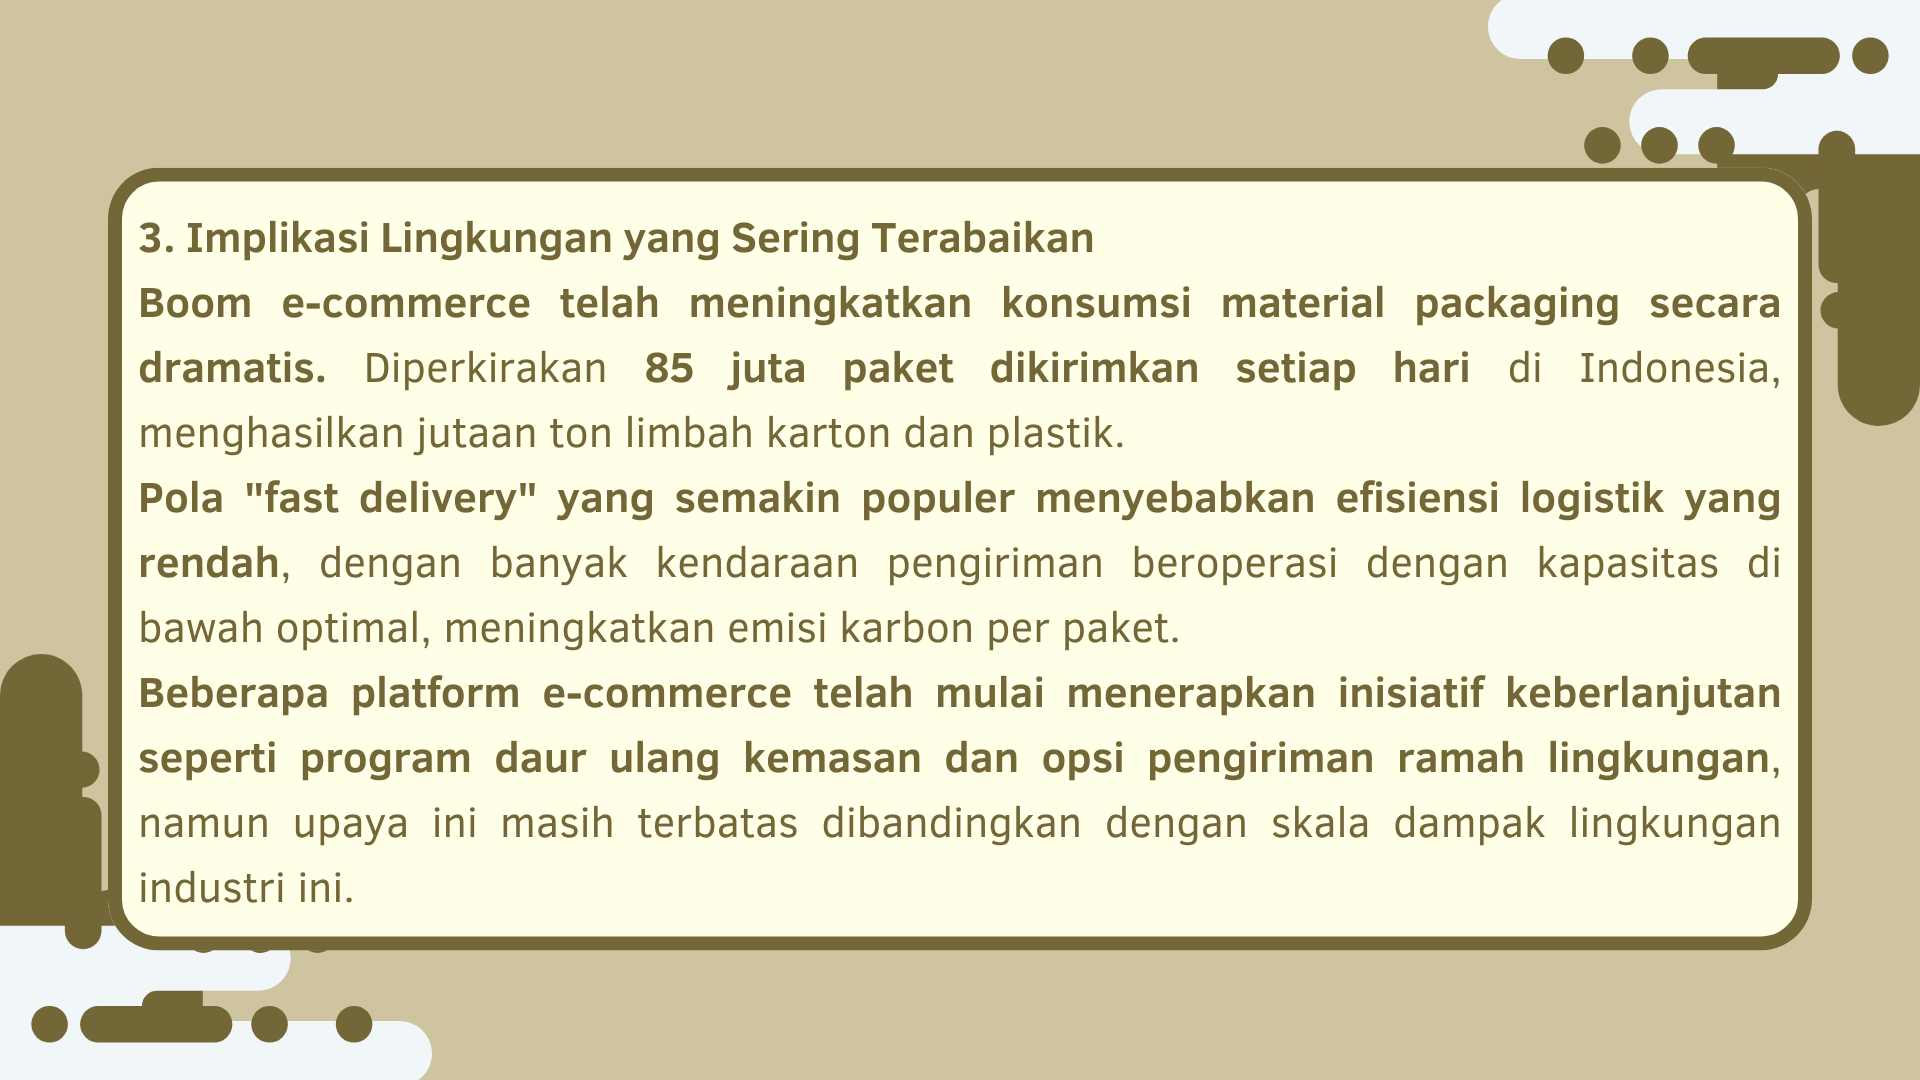 3. Implikasi Lingkungan yang Sering Terabaikan
Boom e-commerce telah meningkatkan konsumsi material packaging secara
dramatis. Diperkirakan 85 juta paket dikirimkan setiap hari di Indonesia,
menghasilkan jutaan ton limbah karton dan plastik.
Pola "fast delivery" yang semakin populer menyebabkan efisiensi logistik yang
rendah, dengan banyak kendaraan pengiriman beroperasi dengan kapasitas di
bawah optimal, meningkatkan emisi karbon per paket.
Beberapa platform e-commerce telah mulai menerapkan inisiatif keberlanjutan
seperti program daur ulang kemasan dan opsi pengiriman ramah lingkungan,
namun upaya ini masih terbatas dibandingkan dengan skala dampak lingkungan
industri ini.